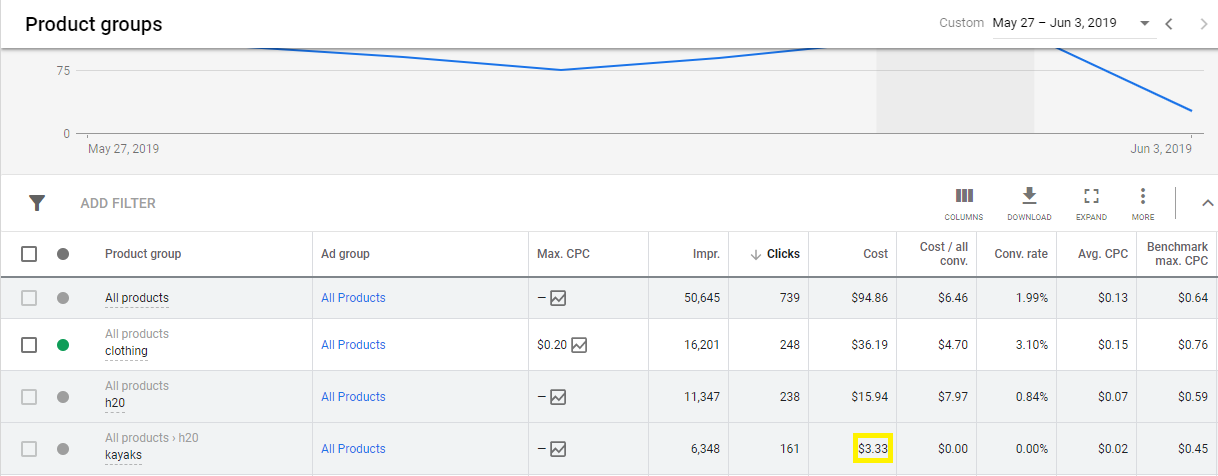 Product groups
Custom May 27 – Jun 3, 2019
75
0
May 27, 2019 Jun 3, 2019
ADD FILTER
COLUMNS DOWNLOAD EXPAND MORE
Product group Ad group Max. CPC Impr. Clicks Cost Cost / all conv. Conv. rate Avg. CPC Benchmark max. CPC
All products All Products – 50,645 739 $94.86 $6.46 1.99% $0.13 $0.64
All products
clothing All Products $0.20 16,201 248 $36.19 $4.70 3.10% $0.15 $0.76
All products
h20 All Products – 11,347 238 $15.94 $7.97 0.84% $0.07 $0.59
All products › h20
kayaks All Products – 6,348 161 $3.33 $0.00 0.00% $0.02 $0.45